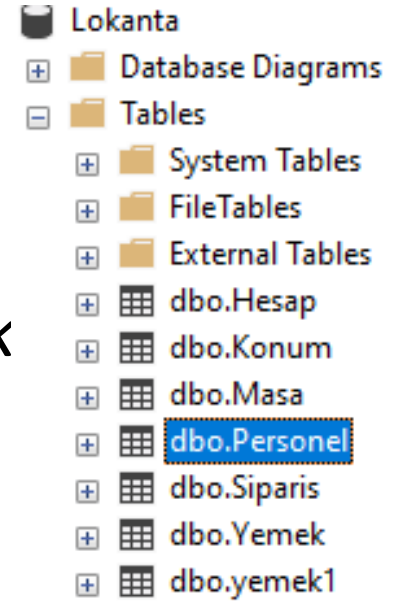 Lokanta
Database Diagrams
Tables
System Tables
FileTables
External Tables
dbo.Hesap
k
dbo.Konum
dbo.Masa
dbo.Personel
dbo.Siparis
dbo.Yemek
dbo.yemek1